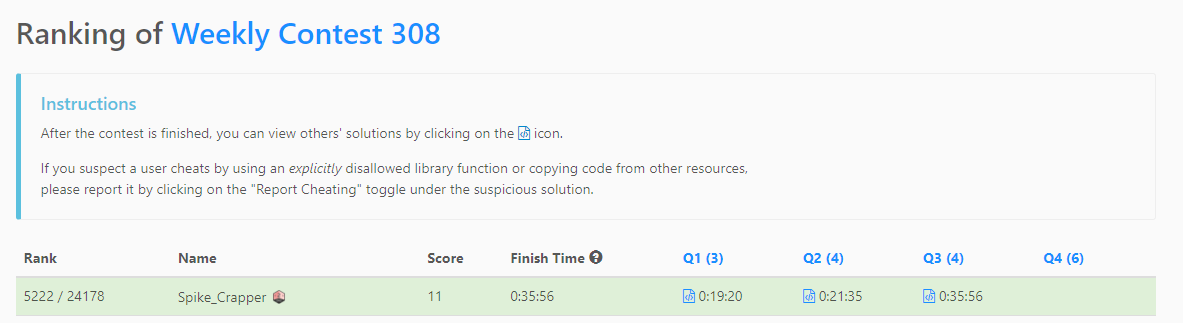 Ranking of Weekly Contest 308
Instructions
After the contest is finished, you can view others' solutions by clicking on the icon.
If you suspect a user cheats by using an explicitly disallowed library function or copying code from other resources,
please report it by clicking on the "Report Cheating" toggle under the suspicious solution.
Rank Name Score Finish Time Q1 (3) Q2 (4) Q3 (4) Q4 (6)
5222 / 24178 Spike_Crapper 11 0:35:56 0:19:20 0:21:35 0:35:56